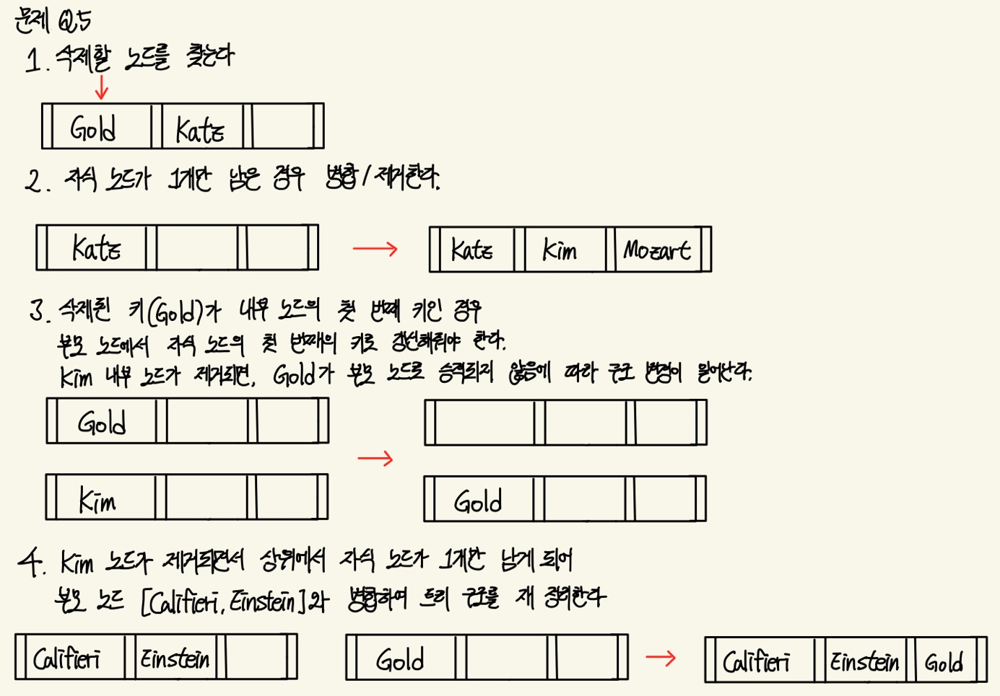 문제 Q5
1. 삭제할 노드를 찾는다
Gold Katz
2. 자식 노드가 1개만 남은 경우 병합/제거한다.
Katz Katz Kim Mozart
3. 삭제된 키(Gold)가 내부 노드의 첫 번째 키인 경우
부모 노드에서 자식 노드의 첫 번째의 키로 갱신해줘야 한다.
Kim 내부 노드가 제거되면, Gold가 부모 노드로 승격되지 않음에 따라 구조 변경이 일어난다.
Gold
Kim Gold
4. Kim 노드가 제거되면서 상위에서 자식 노드가 1개만 남게 되어
부모 노드 [Califieri, Einstein]와 병합하여 트리 구조를 재 정의한다
Califieri Einstein Gold Califieri Einstein Gold